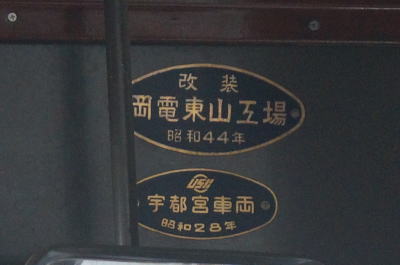 改装
岡電東山工場
昭和44年
宇都宮車両
昭和28年